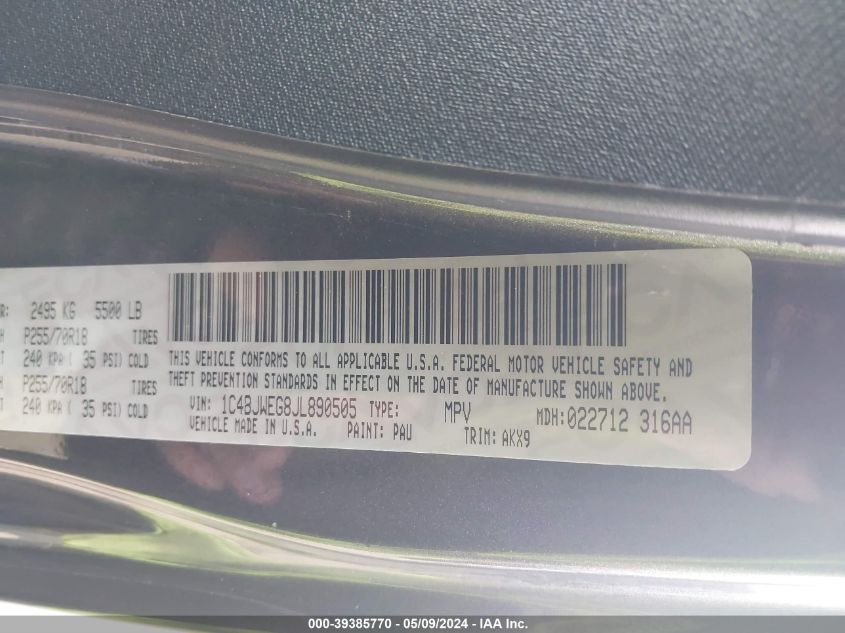 R: 2495 KG 5500 LB
P255/70R18 TIRES
240 KPA ( 35 PSI) COLD
P255/70R18 TIRES
240 KPA ( 35 PSI) COLD
THIS VEHICLE CONFORMS TO ALL APPLICABLE U.S.A. FEDERAL MOTOR VEHICLE SAFETY AND
THEFT PREVENTION STANDARDS IN EFFECT ON THE DATE OF MANUFACTURE SHOWN ABOVE.
VIN: 1C4BJWEG8JL890505 TYPE: MPV MDH: 022712 316AA
VEHICLE MADE IN U.S.A. PAINT: PAU TRIM: AKX9
000-39385770 - 05/09/2024 - IAA Inc.